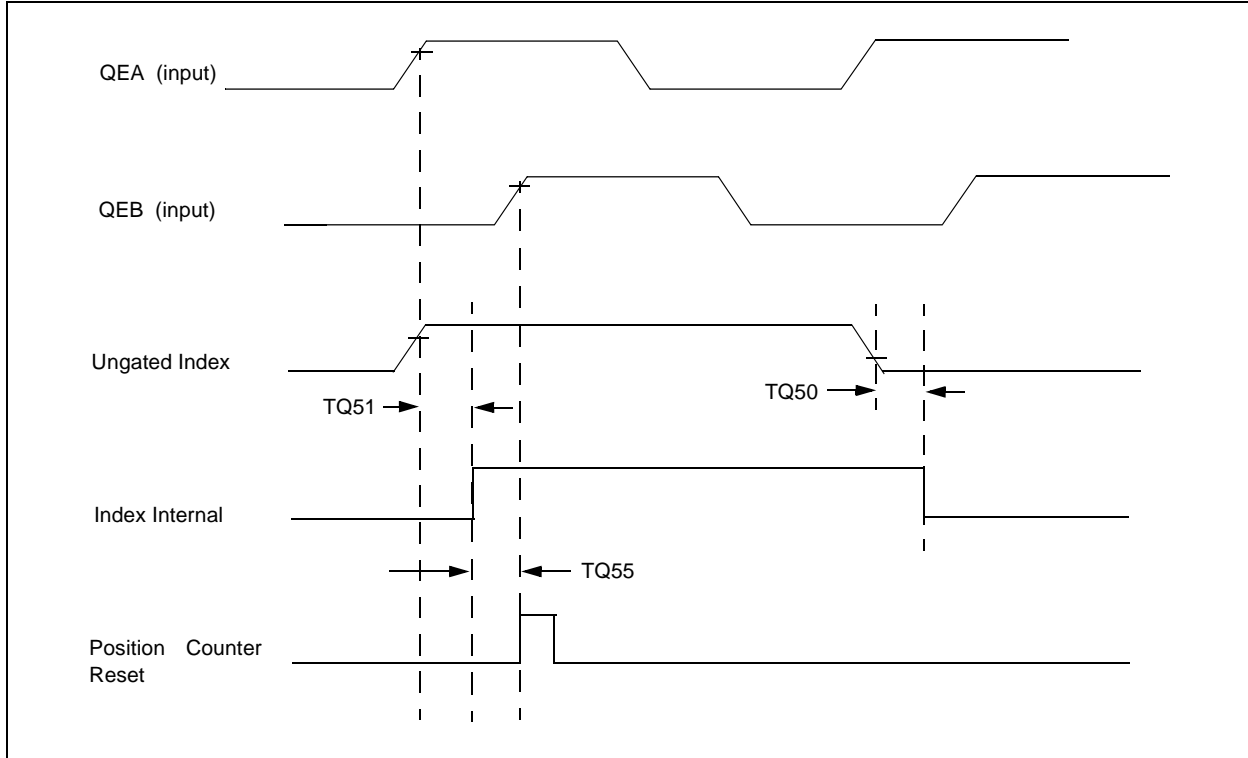 QEA (input)
QEB (input)
Ungated Index
TQ51
TQ50
Index Internal
TQ55
Position Counter
Reset